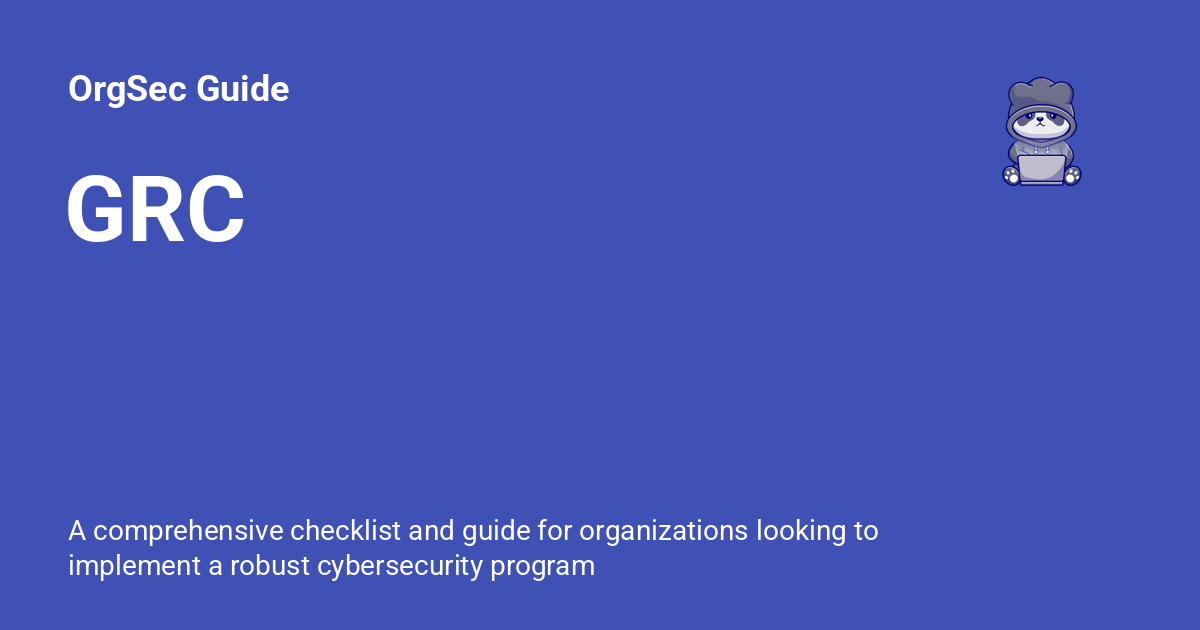 OrgSec Guide
GRC
A comprehensive checklist and guide for organizations looking to
implement a robust cybersecurity program